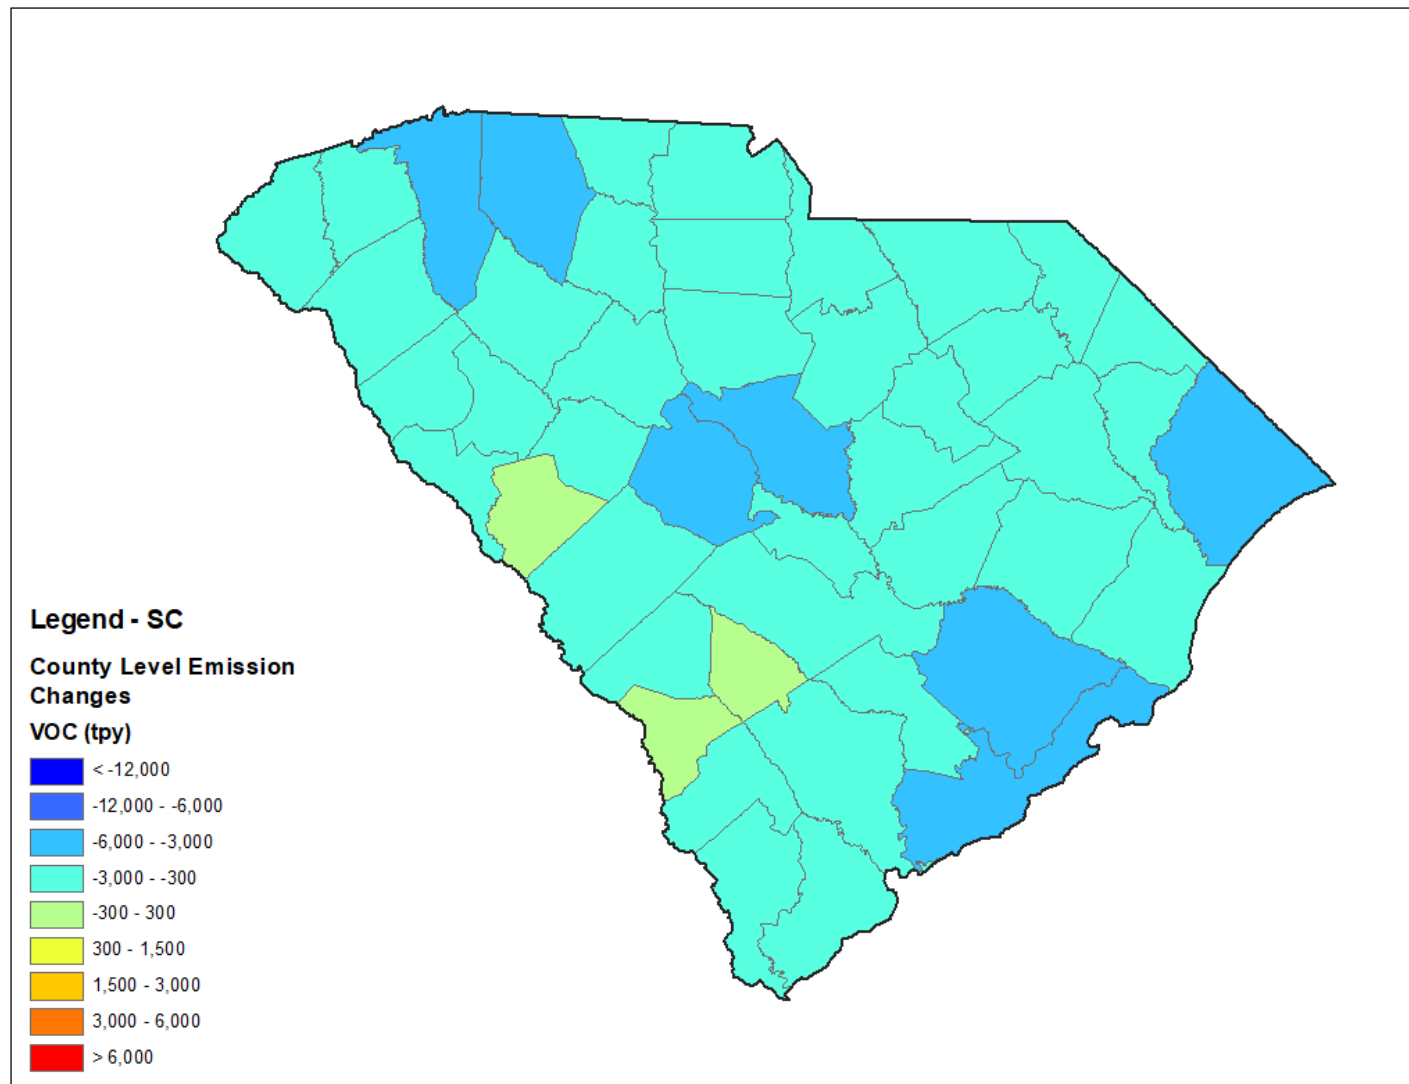 Legend - SC
County Level Emission
Changes
VOC (tpy)
< -12,000
-12,000 - -6,000
-6,000 - -3,000
-3,000 - -300
-300 - 300
300 - 1,500
1,500 - 3,000
3,000 - 6,000
> 6,000